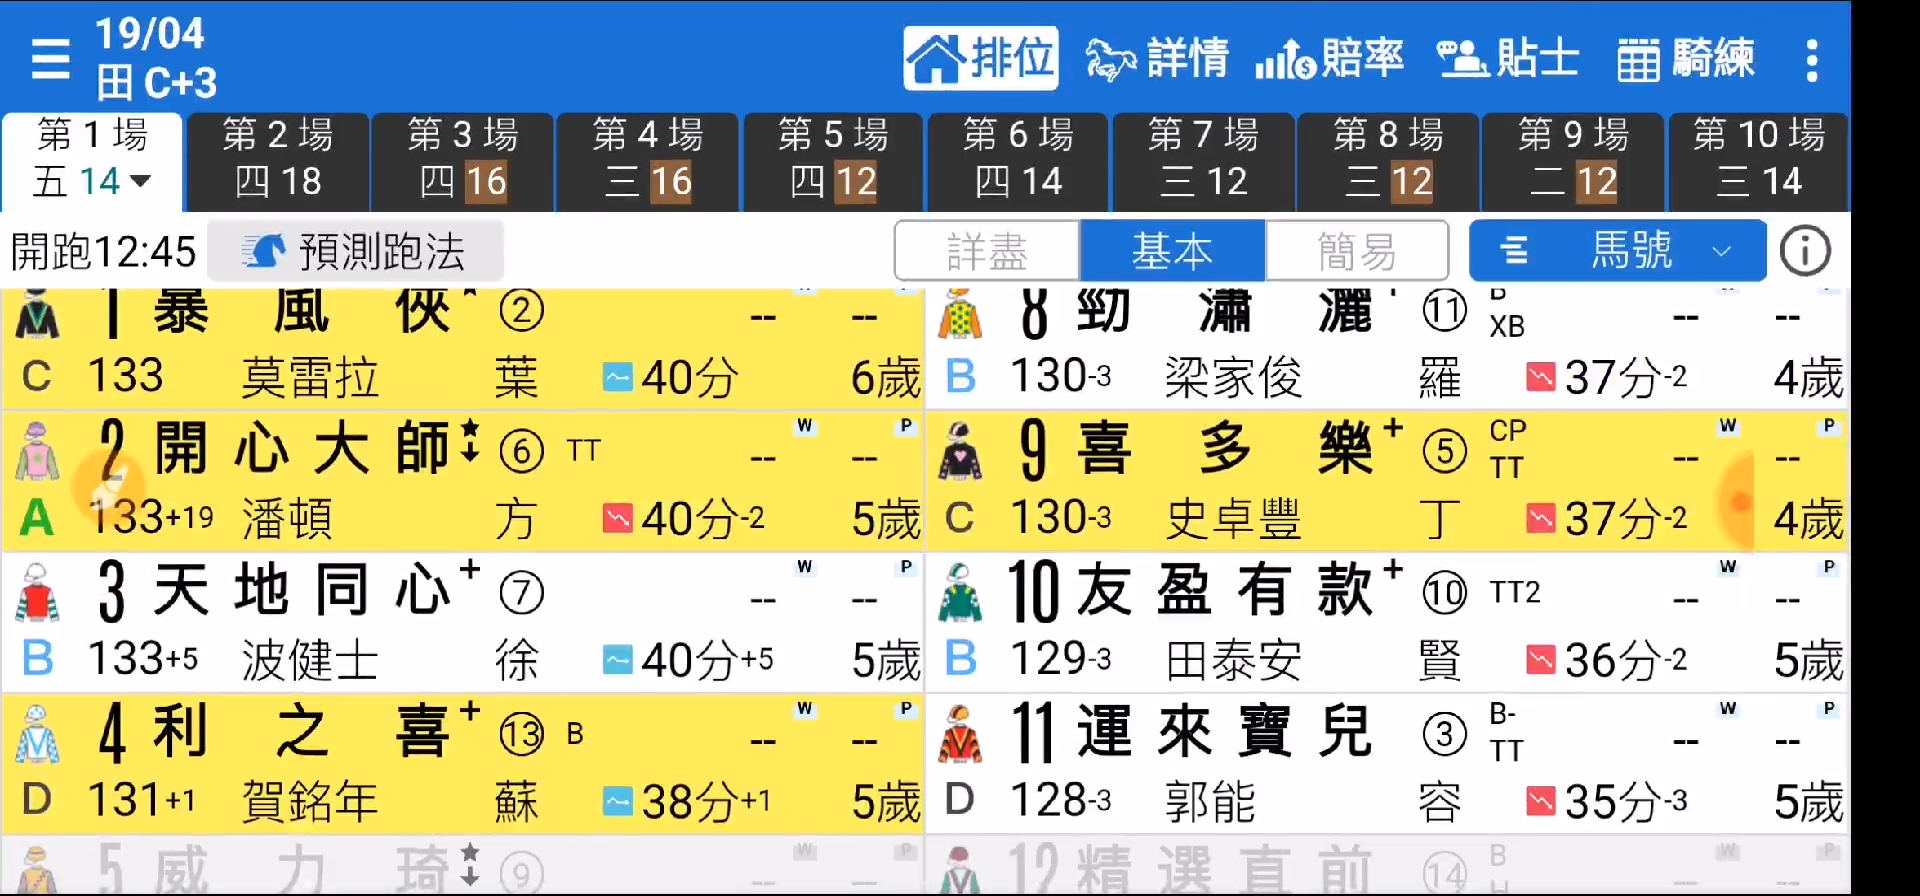 19/04
田 C+3
排位
詳情
賠率
貼士
騎練
第 1 場
五 14
第 2 場
四 18
第 3 場
四 16
第 4 場
三 16
第 5 場
四 12
第 6 場
四 14
第 7 場
三 12
第 8 場
三 12
第 9 場
二 12
第 10 場
三 14
開跑12:45
預測跑法
詳盡
基本
簡易
馬號
1 暴風俠 ② -- --
C 133 莫雷拉 葉 40分 6歲
2 開心大師 ⑥ TT W -- P --
A 133+19 潘頓 方 40分-2 5歲
3 天地同心+ ⑦ W -- P --
B 133+5 波健士 徐 40分+5 5歲
4 利之喜+ ⑬ B W -- P --
D 131+1 賀銘年 蘇 38分+1 5歲
5 威力琦 ⑨ W -- P --
8 勁瀟灑+ ⑪ B XB -- --
B 130-3 梁家俊 羅 37分-2 4歲
9 喜多樂+ ⑤ CP TT W -- P --
C 130-3 史卓豐 丁 37分-2 4歲
10 友盈有款+ ⑩ TT2 W -- P --
B 129-3 田泰安 賢 36分-2 5歲
11 運來寶兒 ③ B- TT W -- P --
D 128-3 郭能 容 35分-3 5歲
12 精選直前 ⑭ B W -- P --